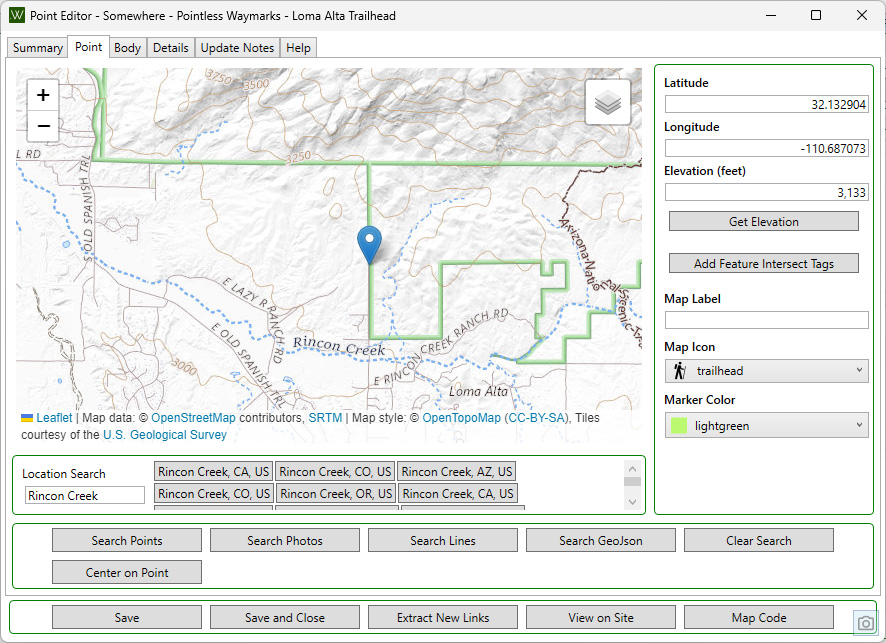 W Point Editor - Somewhere - Pointless Waymarks - Loma Alta Trailhead
Summary Point Body Details Update Notes Help
+
−
3750
3500
3250
L RD
S OLD SPANISH TRL
Arizona National Scenic
E LAZY R RANCH RD
E OLD SPANISH TRL
Rincon Creek
E RINCON CREEK RANCH RD
3000
Loma Alta
Leaflet | Map data: © OpenStreetMap contributors, SRTM | Map style: © OpenTopoMap (CC-BY-SA), Tiles
courtesy of the U.S. Geological Survey
Latitude
32.132904
Longitude
-110.687073
Elevation (feet)
3,133
Get Elevation
Add Feature Intersect Tags
Map Label
Map Icon
trailhead
Marker Color
lightgreen
Location Search
Rincon Creek
Rincon Creek, CA, US Rincon Creek, CO, US Rincon Creek, AZ, US
Rincon Creek, CO, US Rincon Creek, OR, US Rincon Creek, CA, US
Search Points Search Photos Search Lines Search GeoJson Clear Search
Center on Point
Save Save and Close Extract New Links View on Site Map Code